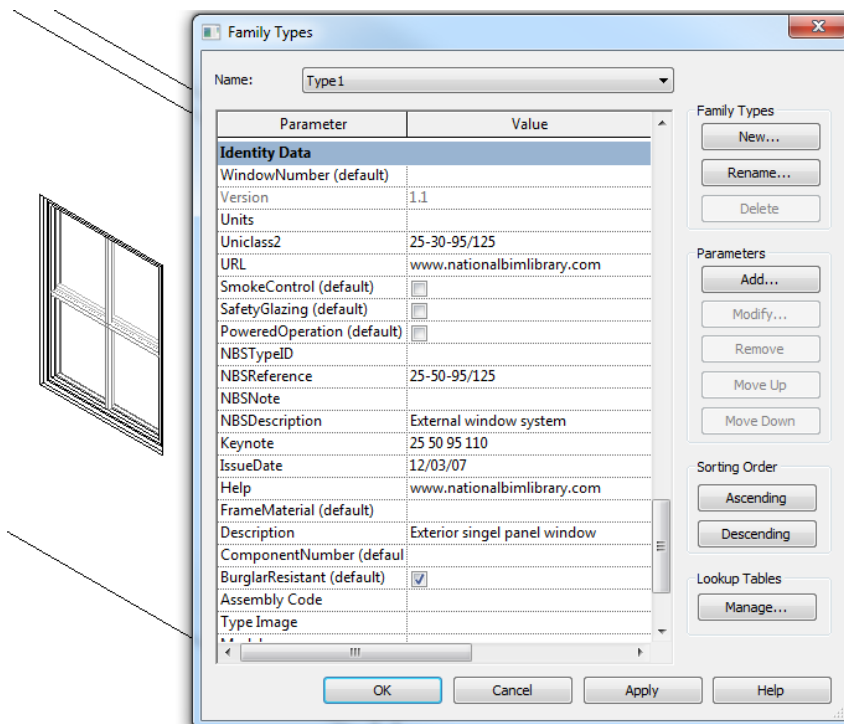 Family Types
Name: Type1
Parameter Value
Identity Data
WindowNumber (default)
Version 1.1
Units
Uniclass2 25-30-95/125
URL www.nationalbimlibrary.com
SmokeControl (default)
SafetyGlazing (default)
PoweredOperation (default)
NBSTypeID
NBSReference 25-50-95/125
NBSNote
NBSDescription External window system
Keynote 25 50 95 110
IssueDate 12/03/07
Help www.nationalbimlibrary.com
FrameMaterial (default)
Description Exterior singel panel window
ComponentNumber (defaul
BurglarResistant (default)
Assembly Code
Type Image
Family Types
New...
Rename...
Delete
Parameters
Add...
Modify...
Remove
Move Up
Move Down
Sorting Order
Ascending
Descending
Lookup Tables
Manage...
OK Cancel Apply Help